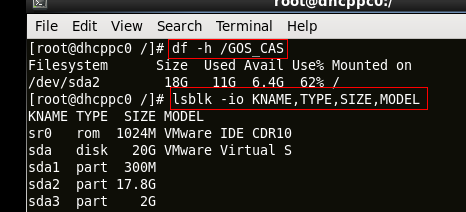 root@dhcppc0:/
File Edit View Search Terminal Help
[root@dhcppc0 /]# df -h /GOS_CAS
Filesystem Size Used Avail Use% Mounted on
/dev/sda2 18G 11G 6.4G 62% /
[root@dhcppc0 /]# lsblk -io KNAME,TYPE,SIZE,MODEL
KNAME TYPE SIZE MODEL
sr0 rom 1024M VMware IDE CDR10
sda disk 20G VMware Virtual S
sda1 part 300M
sda2 part 17.8G
sda3 part 2G